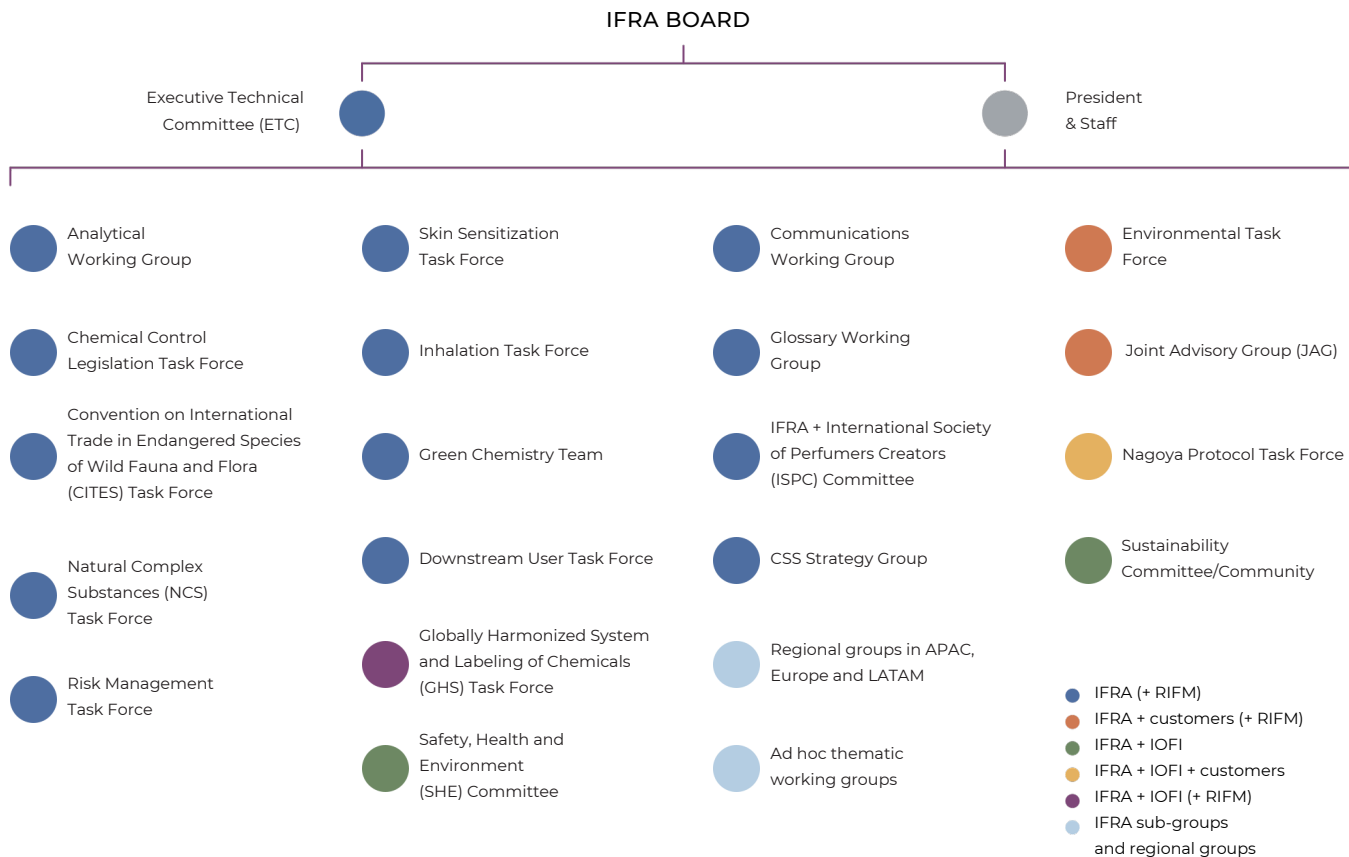 IFRA BOARD
Executive Technical
Committee (ETC)
President
& Staff
Analytical
Working Group
Chemical Control
Legislation Task Force
Convention on International
Trade in Endangered Species
of Wild Fauna and Flora
(CITES) Task Force
Natural Complex
Substances (NCS)
Task Force
Risk Management
Task Force
Skin Sensitization
Task Force
Inhalation Task Force
Green Chemistry Team
Downstream User Task Force
Globally Harmonized System
and Labeling of Chemicals
(GHS) Task Force
Safety, Health and
Environment
(SHE) Committee
Communications
Working Group
Glossary Working
Group
IFRA + International Society
of Perfumers Creators
(ISPC) Committee
CSS Strategy Group
Regional groups in APAC,
Europe and LATAM
Ad hoc thematic
working groups
Environmental Task
Force
Joint Advisory Group (JAG)
Nagoya Protocol Task Force
Sustainability
Committee/Community
IFRA (+ RIFM)
IFRA + customers (+ RIFM)
IFRA + IOFI
IFRA + IOFI + customers
IFRA + IOFI (+ RIFM)
IFRA sub-groups
and regional groups